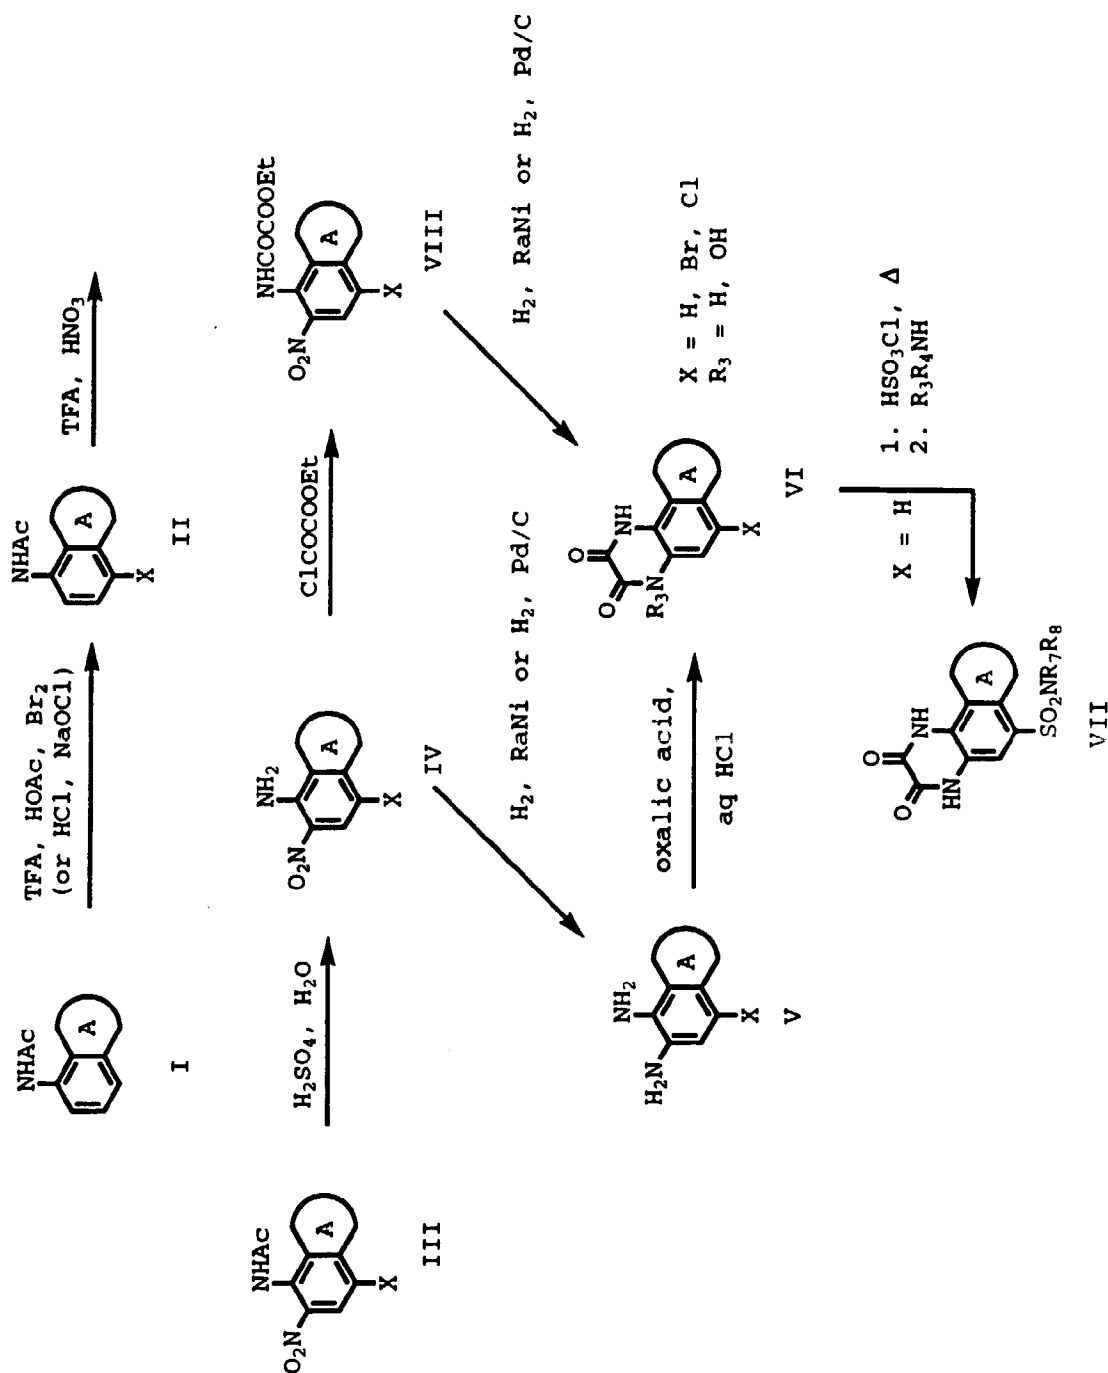 NHAc
A
I
TFA, HOAc, Br2
(or HCl, NaOCl)
NHAc
A
X
II
TFA, HNO3
NHAc
O2N
A
X
III
H2SO4, H2O
NH2
O2N
A
X
IV
ClCOCOOEt
NHCOCOOEt
O2N
A
X
VIII
H2, RaNi or H2, Pd/C
H2, RaNi or H2, Pd/C
NH2
H2N
A
X
V
oxalic acid,
aq HCl
O
O
NH
R3N
A
X
VI
X = H, Br, Cl
R3 = H, OH
X = H
1. HSO3Cl, Δ
2. R3R4NH
O
O
NH
HN
A
SO2NR7R8
VII